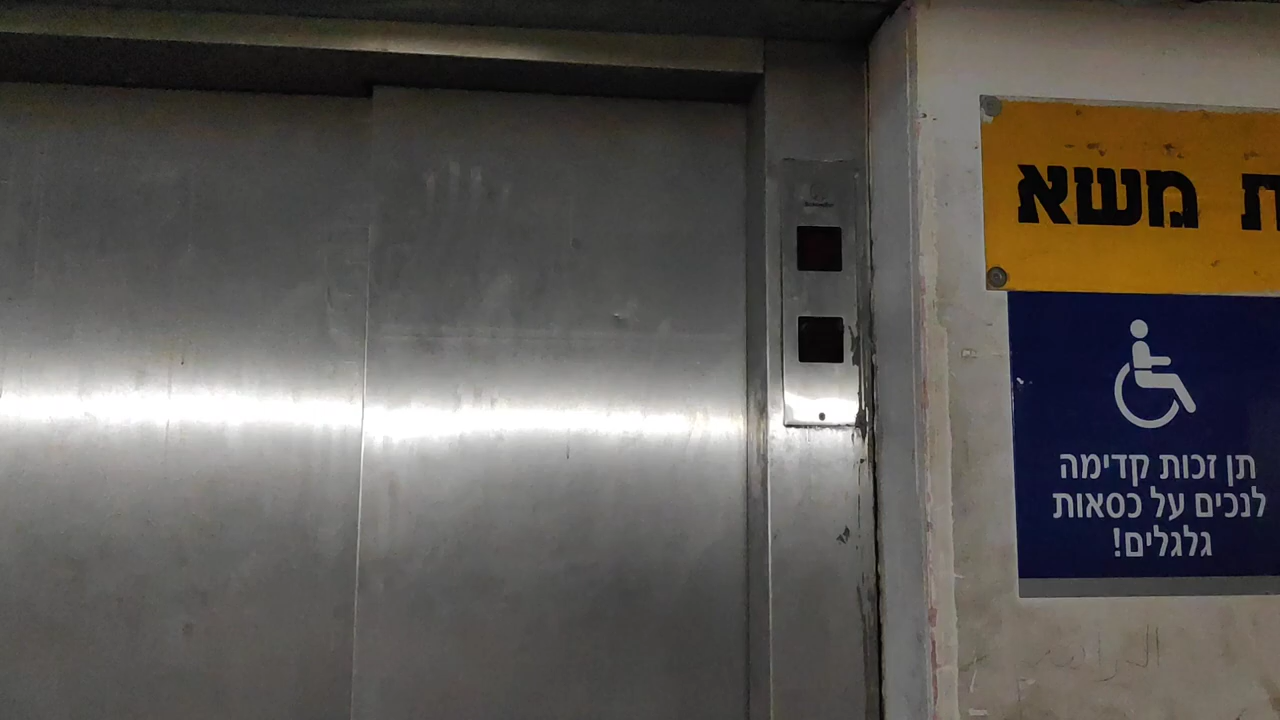 משא
תן זכות קדימה
לנכים על כסאות
גלגלים!